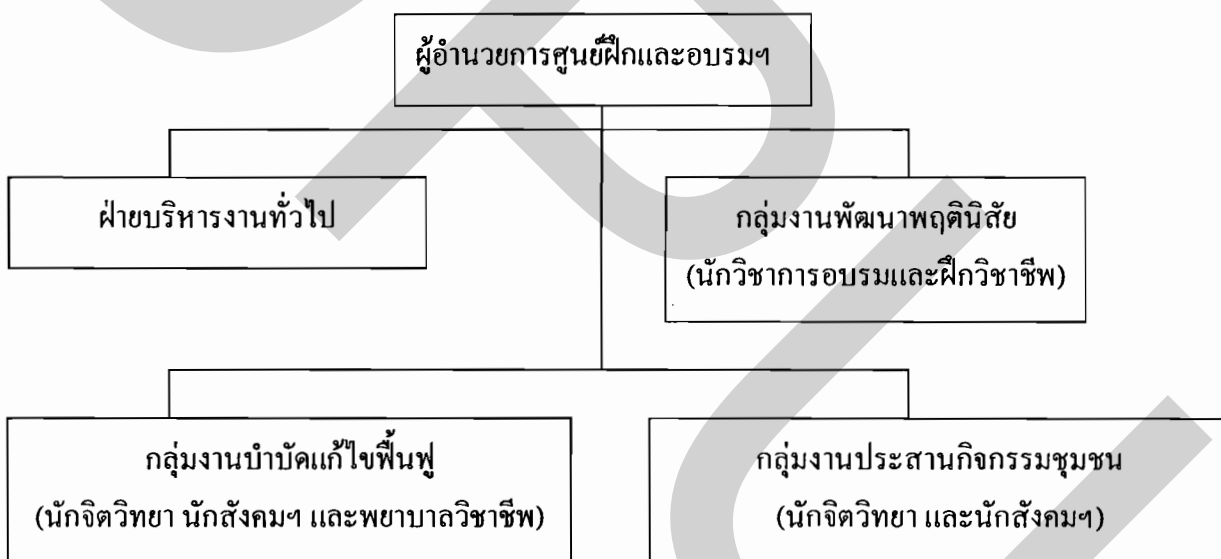 ผู้อำนวยการศูนย์ฝึกและอบรมฯ
ฝ่ายบริหารงานทั่วไป
กลุ่มงานพัฒนาพฤตินิสัย
(นักวิชาการอบรมและฝึกวิชาชีพ)
กลุ่มงานบำบัดแก้ไขฟื้นฟู
(นักจิตวิทยา นักสังคมฯ และพยาบาลวิชาชีพ)
กลุ่มงานประสานกิจกรรมชุมชน
(นักจิตวิทยา และนักสังคมฯ)